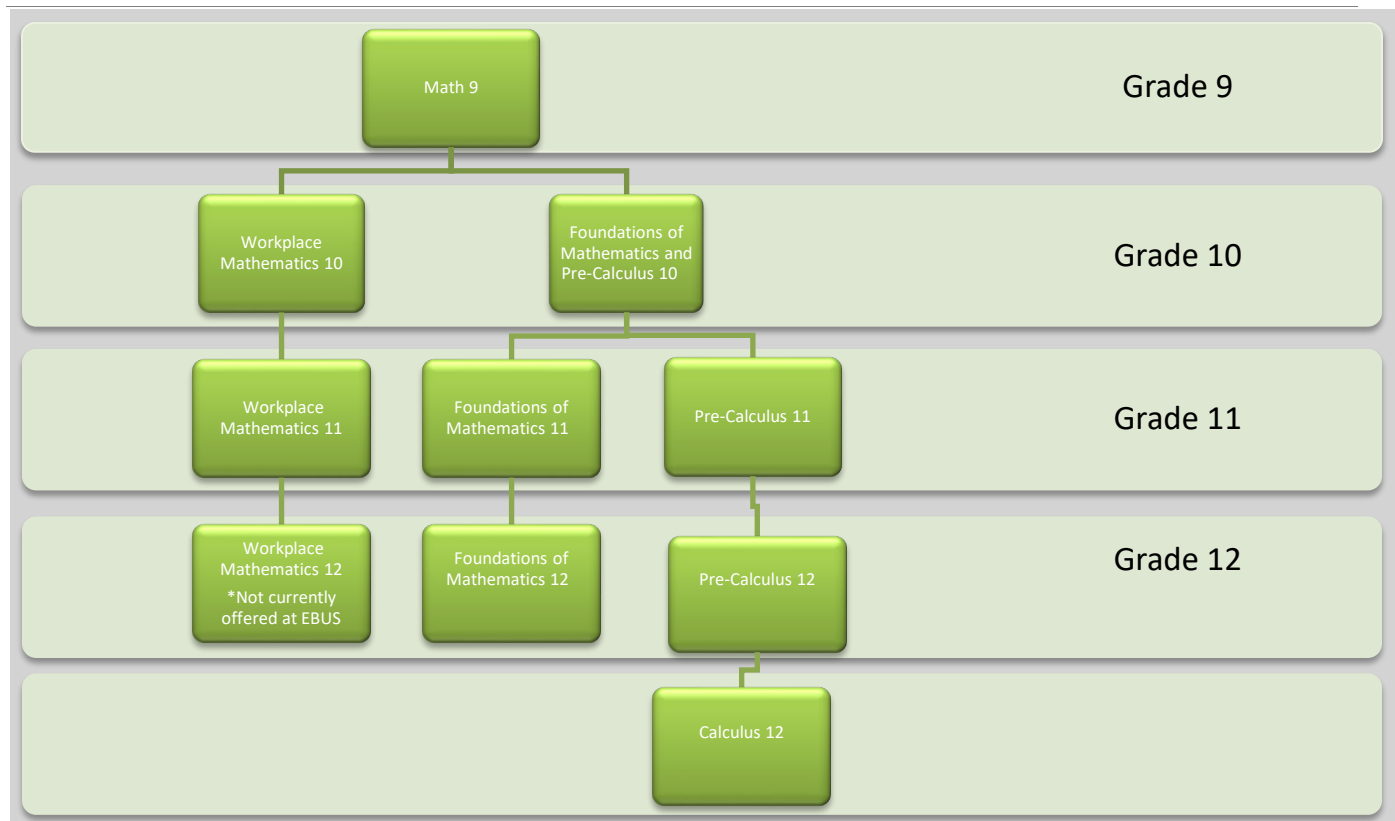 Math 9
Grade 9
Workplace
Mathematics 10
Foundations of
Mathematics and
Pre-Calculus 10
Grade 10
Workplace
Mathematics 11
Foundations of
Mathematics 11
Pre-Calculus 11
Grade 11
Workplace
Mathematics 12
*Not currently
offered at EBUS
Foundations of
Mathematics 12
Pre-Calculus 12
Grade 12
Calculus 12